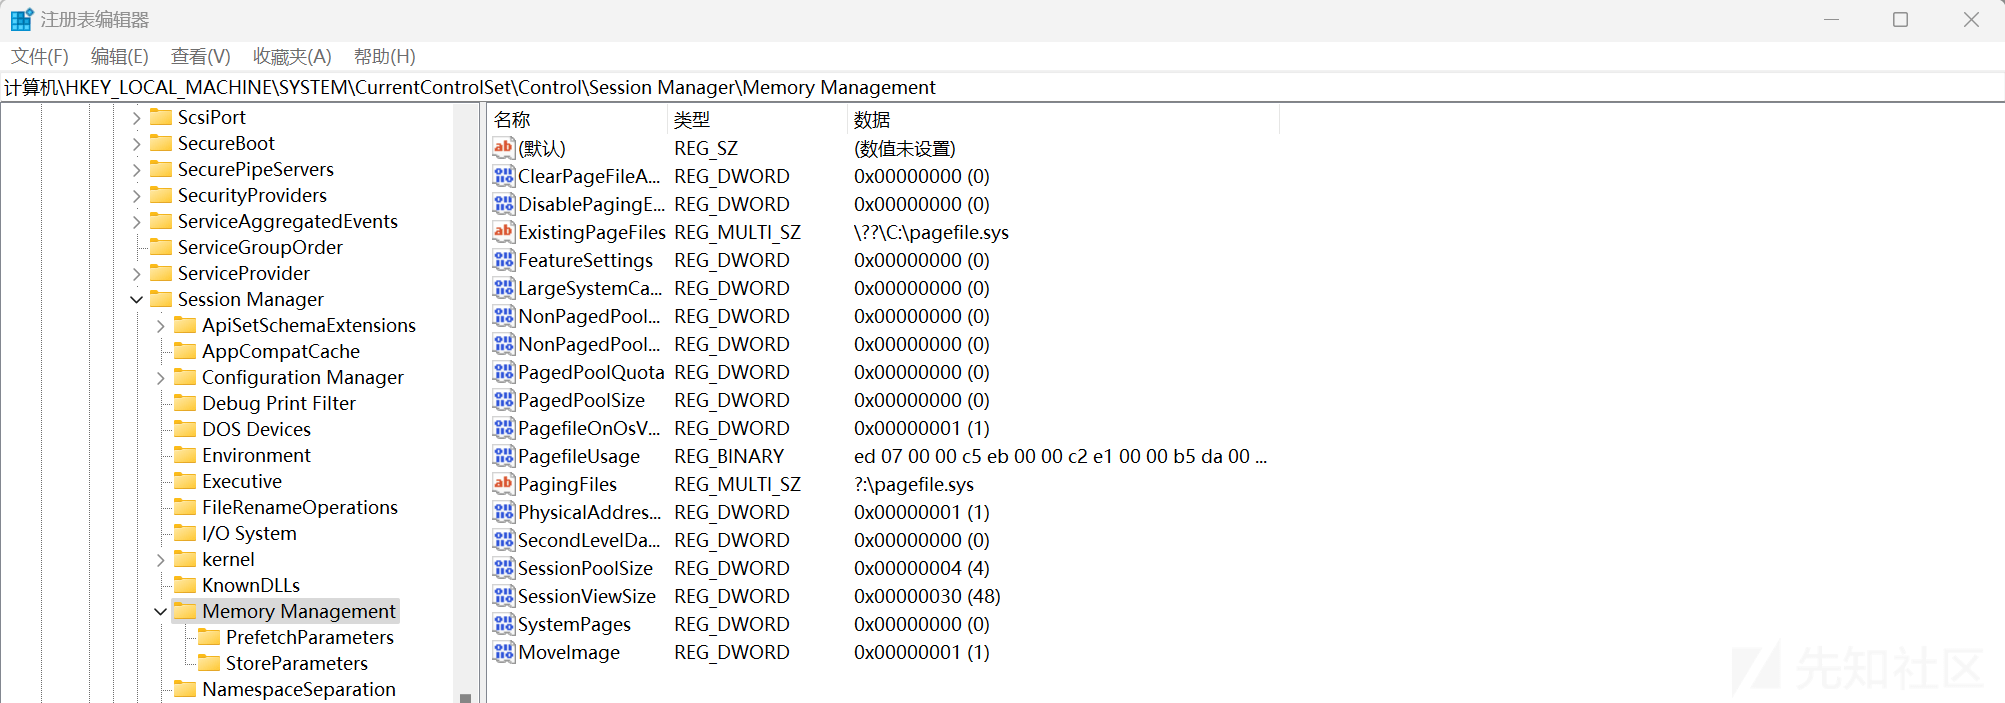 注册表编辑器
文件(F) 编辑(E) 查看(V) 收藏夹(A) 帮助(H)
计算机\HKEY_LOCAL_MACHINE\SYSTEM\CurrentControlSet\Control\Session Manager\Memory Management
ScsiPort
SecureBoot
SecurePipeServers
SecurityProviders
ServiceAggregatedEvents
ServiceGroupOrder
ServiceProvider
Session Manager
ApiSetSchemaExtensions
AppCompatCache
Configuration Manager
Debug Print Filter
DOS Devices
Environment
Executive
FileRenameOperations
I/O System
kernel
KnownDLLs
Memory Management
PrefetchParameters
StoreParameters
NamespaceSeparation
名称 类型 数据
(默认) REG_SZ (数值未设置)
ClearPageFileA... REG_DWORD 0x00000000 (0)
DisablePagingE... REG_DWORD 0x00000000 (0)
ExistingPageFiles REG_MULTI_SZ \??\C:\pagefile.sys
FeatureSettings REG_DWORD 0x00000000 (0)
LargeSystemCa... REG_DWORD 0x00000000 (0)
NonPagedPool... REG_DWORD 0x00000000 (0)
NonPagedPool... REG_DWORD 0x00000000 (0)
PagedPoolQuota REG_DWORD 0x00000000 (0)
PagedPoolSize REG_DWORD 0x00000000 (0)
PagefileOnOsV... REG_DWORD 0x00000001 (1)
PagefileUsage REG_BINARY ed 07 00 00 c5 eb 00 00 c2 e1 00 00 b5 da 00 ...
PagingFiles REG_MULTI_SZ ?:\pagefile.sys
PhysicalAddres... REG_DWORD 0x00000001 (1)
SecondLevelDa... REG_DWORD 0x00000000 (0)
SessionPoolSize REG_DWORD 0x00000004 (4)
SessionViewSize REG_DWORD 0x00000030 (48)
SystemPages REG_DWORD 0x00000000 (0)
MoveImage REG_DWORD 0x00000001 (1)
先知社区